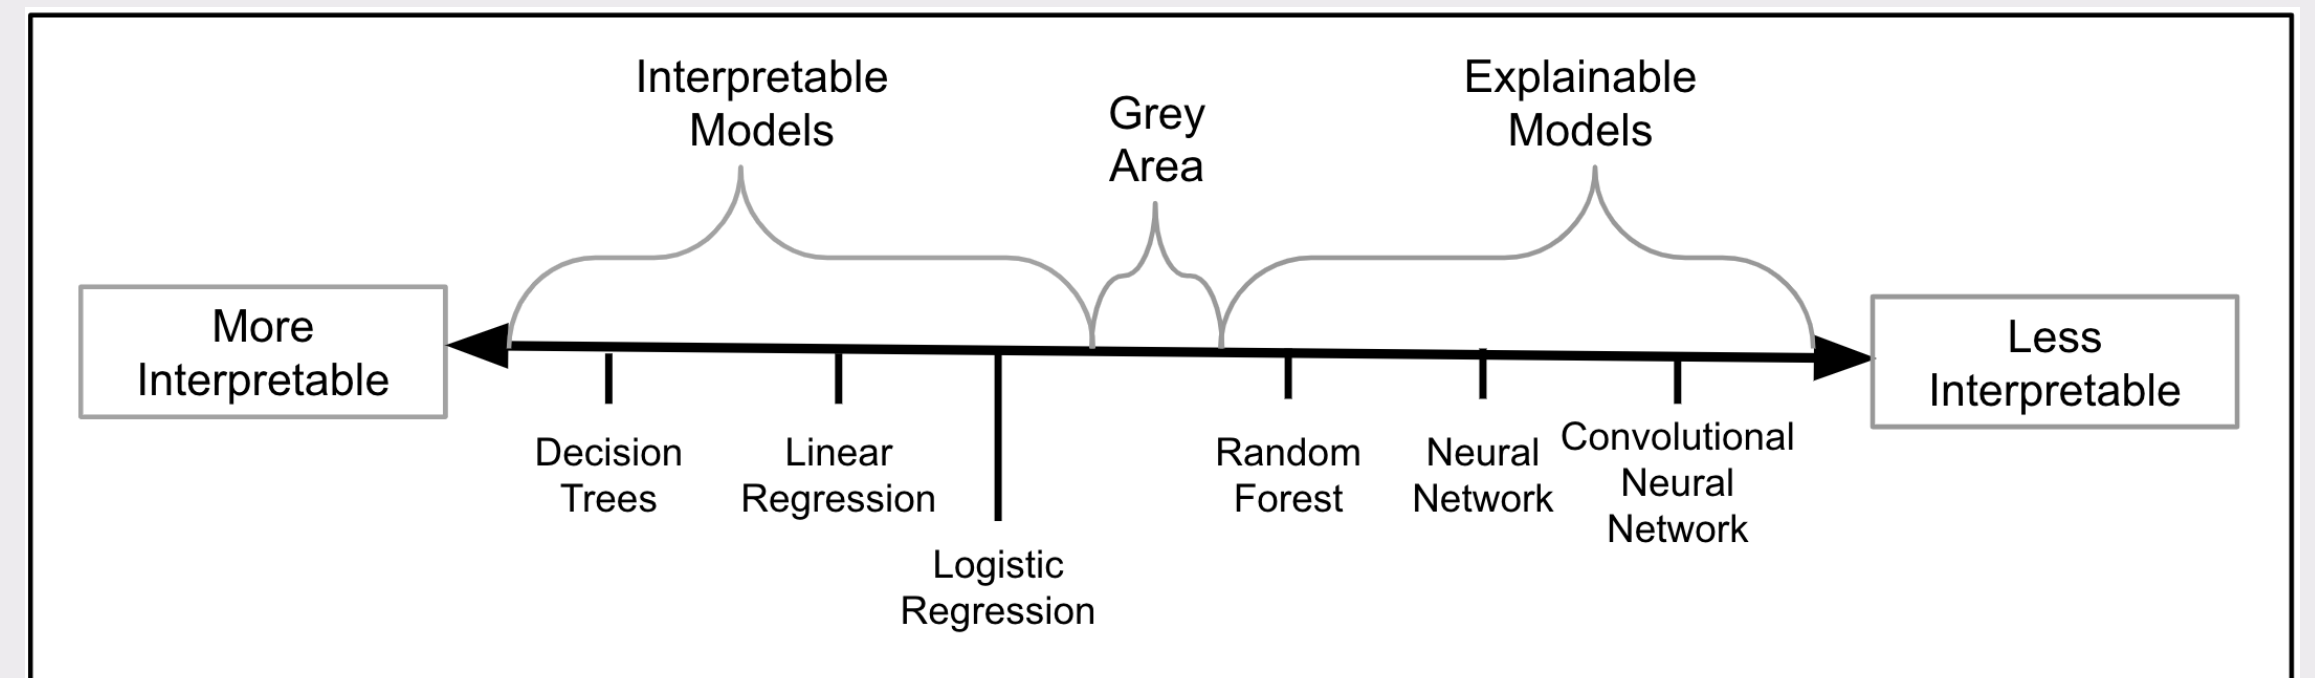 Interpretable
Models
Grey
Area
Explainable
Models
More
Interpretable
Less
Interpretable
Decision
Trees
Linear
Regression
Logistic
Regression
Random
Forest
Neural
Network
Convolutional
Neural
Network